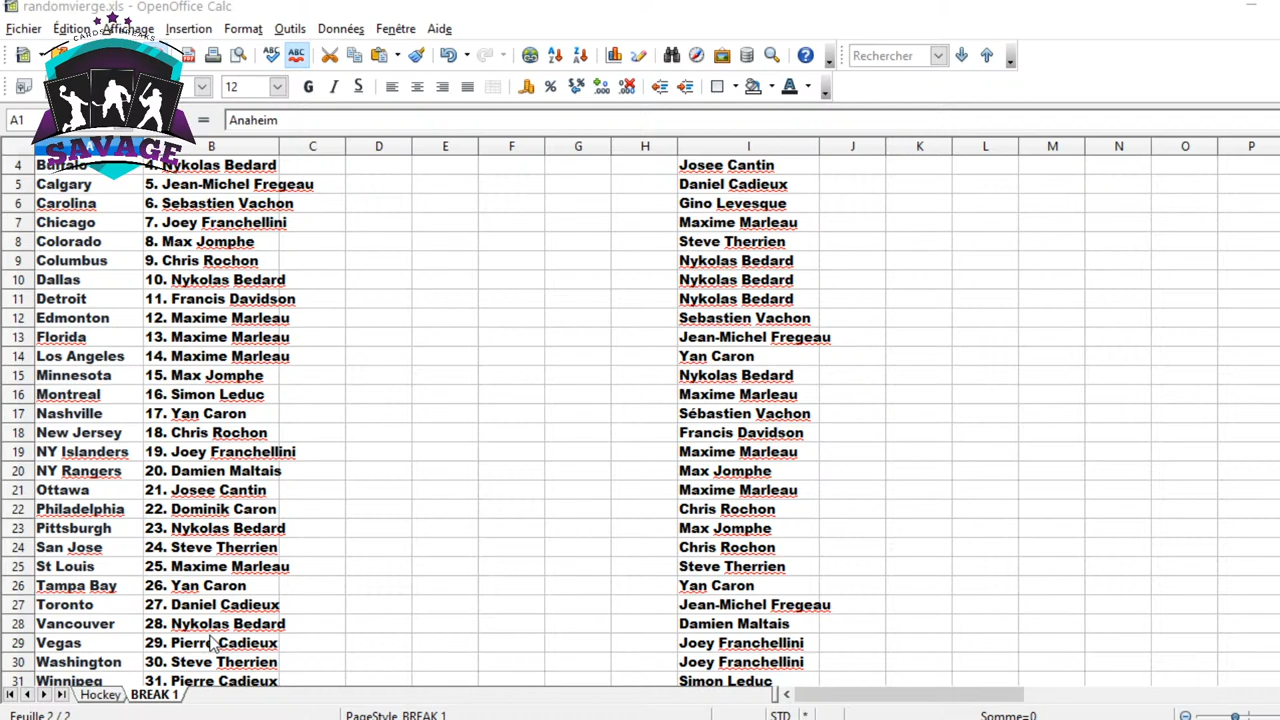 randomvierge.xls - OpenOffice Calc
Fichier Édition Affichage Insertion Format Outils Données Fenêtre Aide
CARDS BREAKS
SAVAGE
ABC ABC Rechercher
12 G I S
A1 = Anaheim
B C D E F G H I J K L M N O P
4 Buffalo 4. Nykolas Bedard Josee Cantin
5 Calgary 5. Jean-Michel Fregeau Daniel Cadieux
6 Carolina 6. Sebastien Vachon Gino Levesque
7 Chicago 7. Joey Franchellini Maxime Marleau
8 Colorado 8. Max Jomphe Steve Therrien
9 Columbus 9. Chris Rochon Nykolas Bedard
10 Dallas 10. Nykolas Bedard Nykolas Bedard
11 Detroit 11. Francis Davidson Nykolas Bedard
12 Edmonton 12. Maxime Marleau Sebastien Vachon
13 Florida 13. Maxime Marleau Jean-Michel Fregeau
14 Los Angeles 14. Maxime Marleau Yan Caron
15 Minnesota 15. Max Jomphe Nykolas Bedard
16 Montreal 16. Simon Leduc Maxime Marleau
17 Nashville 17. Yan Caron Sébastien Vachon
18 New Jersey 18. Chris Rochon Francis Davidson
19 NY Islanders 19. Joey Franchellini Maxime Marleau
20 NY Rangers 20. Damien Maltais Max Jomphe
21 Ottawa 21. Josee Cantin Maxime Marleau
22 Philadelphia 22. Dominik Caron Chris Rochon
23 Pittsburgh 23. Nykolas Bedard Max Jomphe
24 San Jose 24. Steve Therrien Chris Rochon
25 St Louis 25. Maxime Marleau Steve Therrien
26 Tampa Bay 26. Yan Caron Yan Caron
27 Toronto 27. Daniel Cadieux Jean-Michel Fregeau
28 Vancouver 28. Nykolas Bedard Damien Maltais
29 Vegas 29. Pierre Cadieux Joey Franchellini
30 Washington 30. Steve Therrien Joey Franchellini
31 Winnipeg 31. Pierre Cadieux Simon Leduc
Hockey BREAK 1
Feuille 2 / 2 PageStyle_BREAK 1 STD * Somme=0